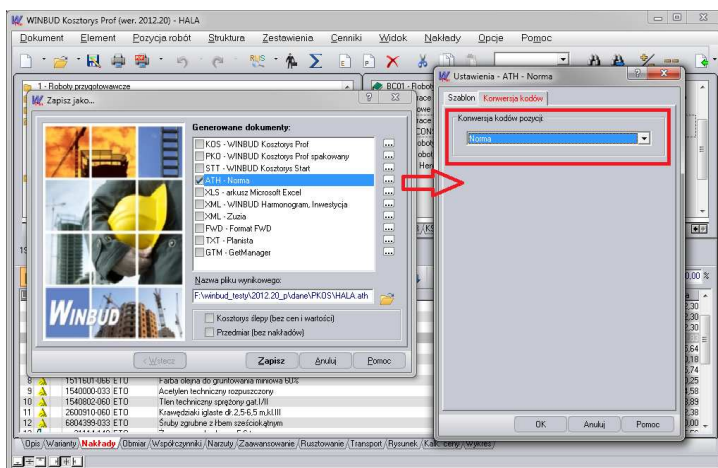 WINBUD Kosztorys Prof (wer. 2012.20) - HALA
Dokument Element Pozycja robót Struktura Zestawienia Cenniki Widok Nakłady Opcje Pomoc
1 - Roboty przygotowawcze
BC01 - Robot
Zapisz jako...
Generowane dokumenty:
KOS - WINBUD Kosztorys Prof
PKO - WINBUD Kosztorys Prof spakowany
STT - WINBUD Kosztorys Start
ATH - Norma
XLS - arkusz Microsoft Excel
XML - WINBUD Harmonogram, Inwestycja
XML - Zuzia
FWD - Format FWD
TXT - Planista
GTM - GetManager
Nazwa pliku wynikowego:
F:\winbud_testy\2012.20_p\dane\PKOS\HALA.ath
Kosztorys ślepy (bez cen i wartości)
Przedmiar (bez nakładów)
WINBUD
< Wstecz Zapisz Anuluj Pomoc
Ustawienia - ATH - Norma
Szablon Konwersja kodów
Konwersja kodów pozycji:
Norma
OK Anuluj Pomoc
8 1511601-066 ETO Farba olejna do gruntowania miniowa 60%
9 1540000-033 ETO Acetylen techniczny rozpuszczony
10 1540802-060 ETO Tlen techniczny sprężony gat.I/II
11 2600910-060 ETO Krawędziaki iglaste dł.2,5-6,5 m,kl.III
12 6804399-033 ETO Śruby zgrubne z łbem sześciokątnym
Opis Warianty Nakłady Obmiar Współczynniki Narzuty Zaawansowanie Rusztowanie Transport Rysunek Kalk. ceny Wykres